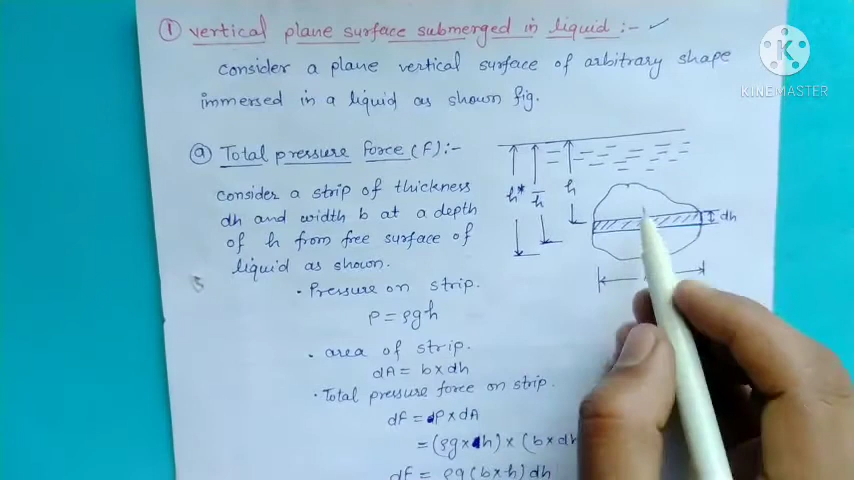 ① vertical plane surface submerged in liquid :- ✓
consider a plane vertical surface of arbitrary shape
immersed in a liquid as shown fig.
KINEMASTER
ⓐ Total pressure force (F) :-
consider a strip of thickness
dh and width b at a depth
of h from free surface of
liquid as shown.
h* h̄ h
dh
• Pressure on strip.
P = ρgh
• area of strip.
dA = b x dh
• Total pressure force on strip.
dF = dP x dA
= (ρg x h) x (b x dh
dF = ρg (b x h) dh